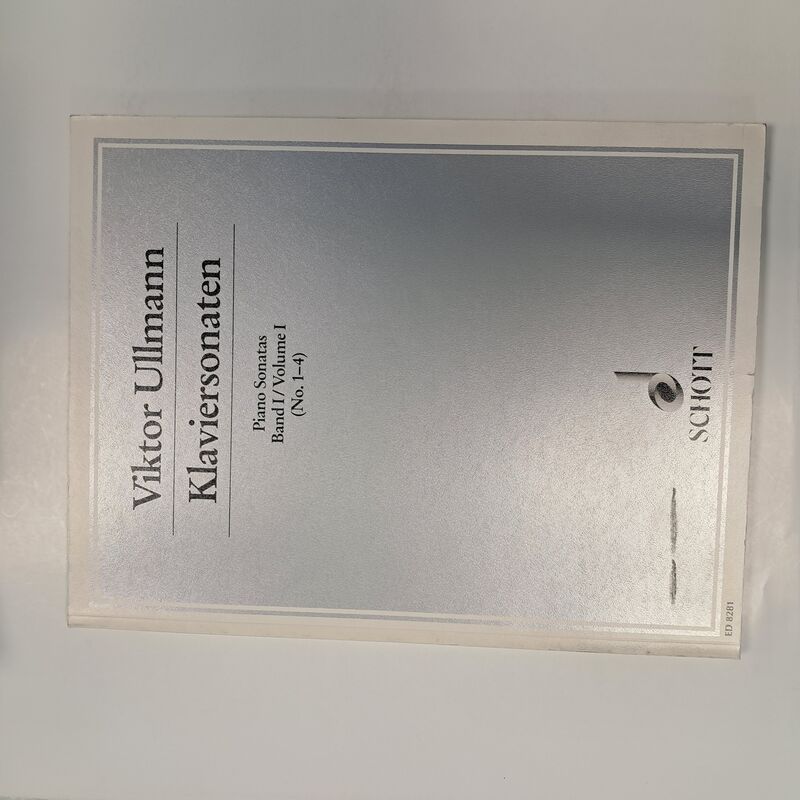 Viktor Ullmann
Klaviersonaten
Piano Sonatas
Band I / Volume I
(No. 1–4)
SCHOTT
ED 8281